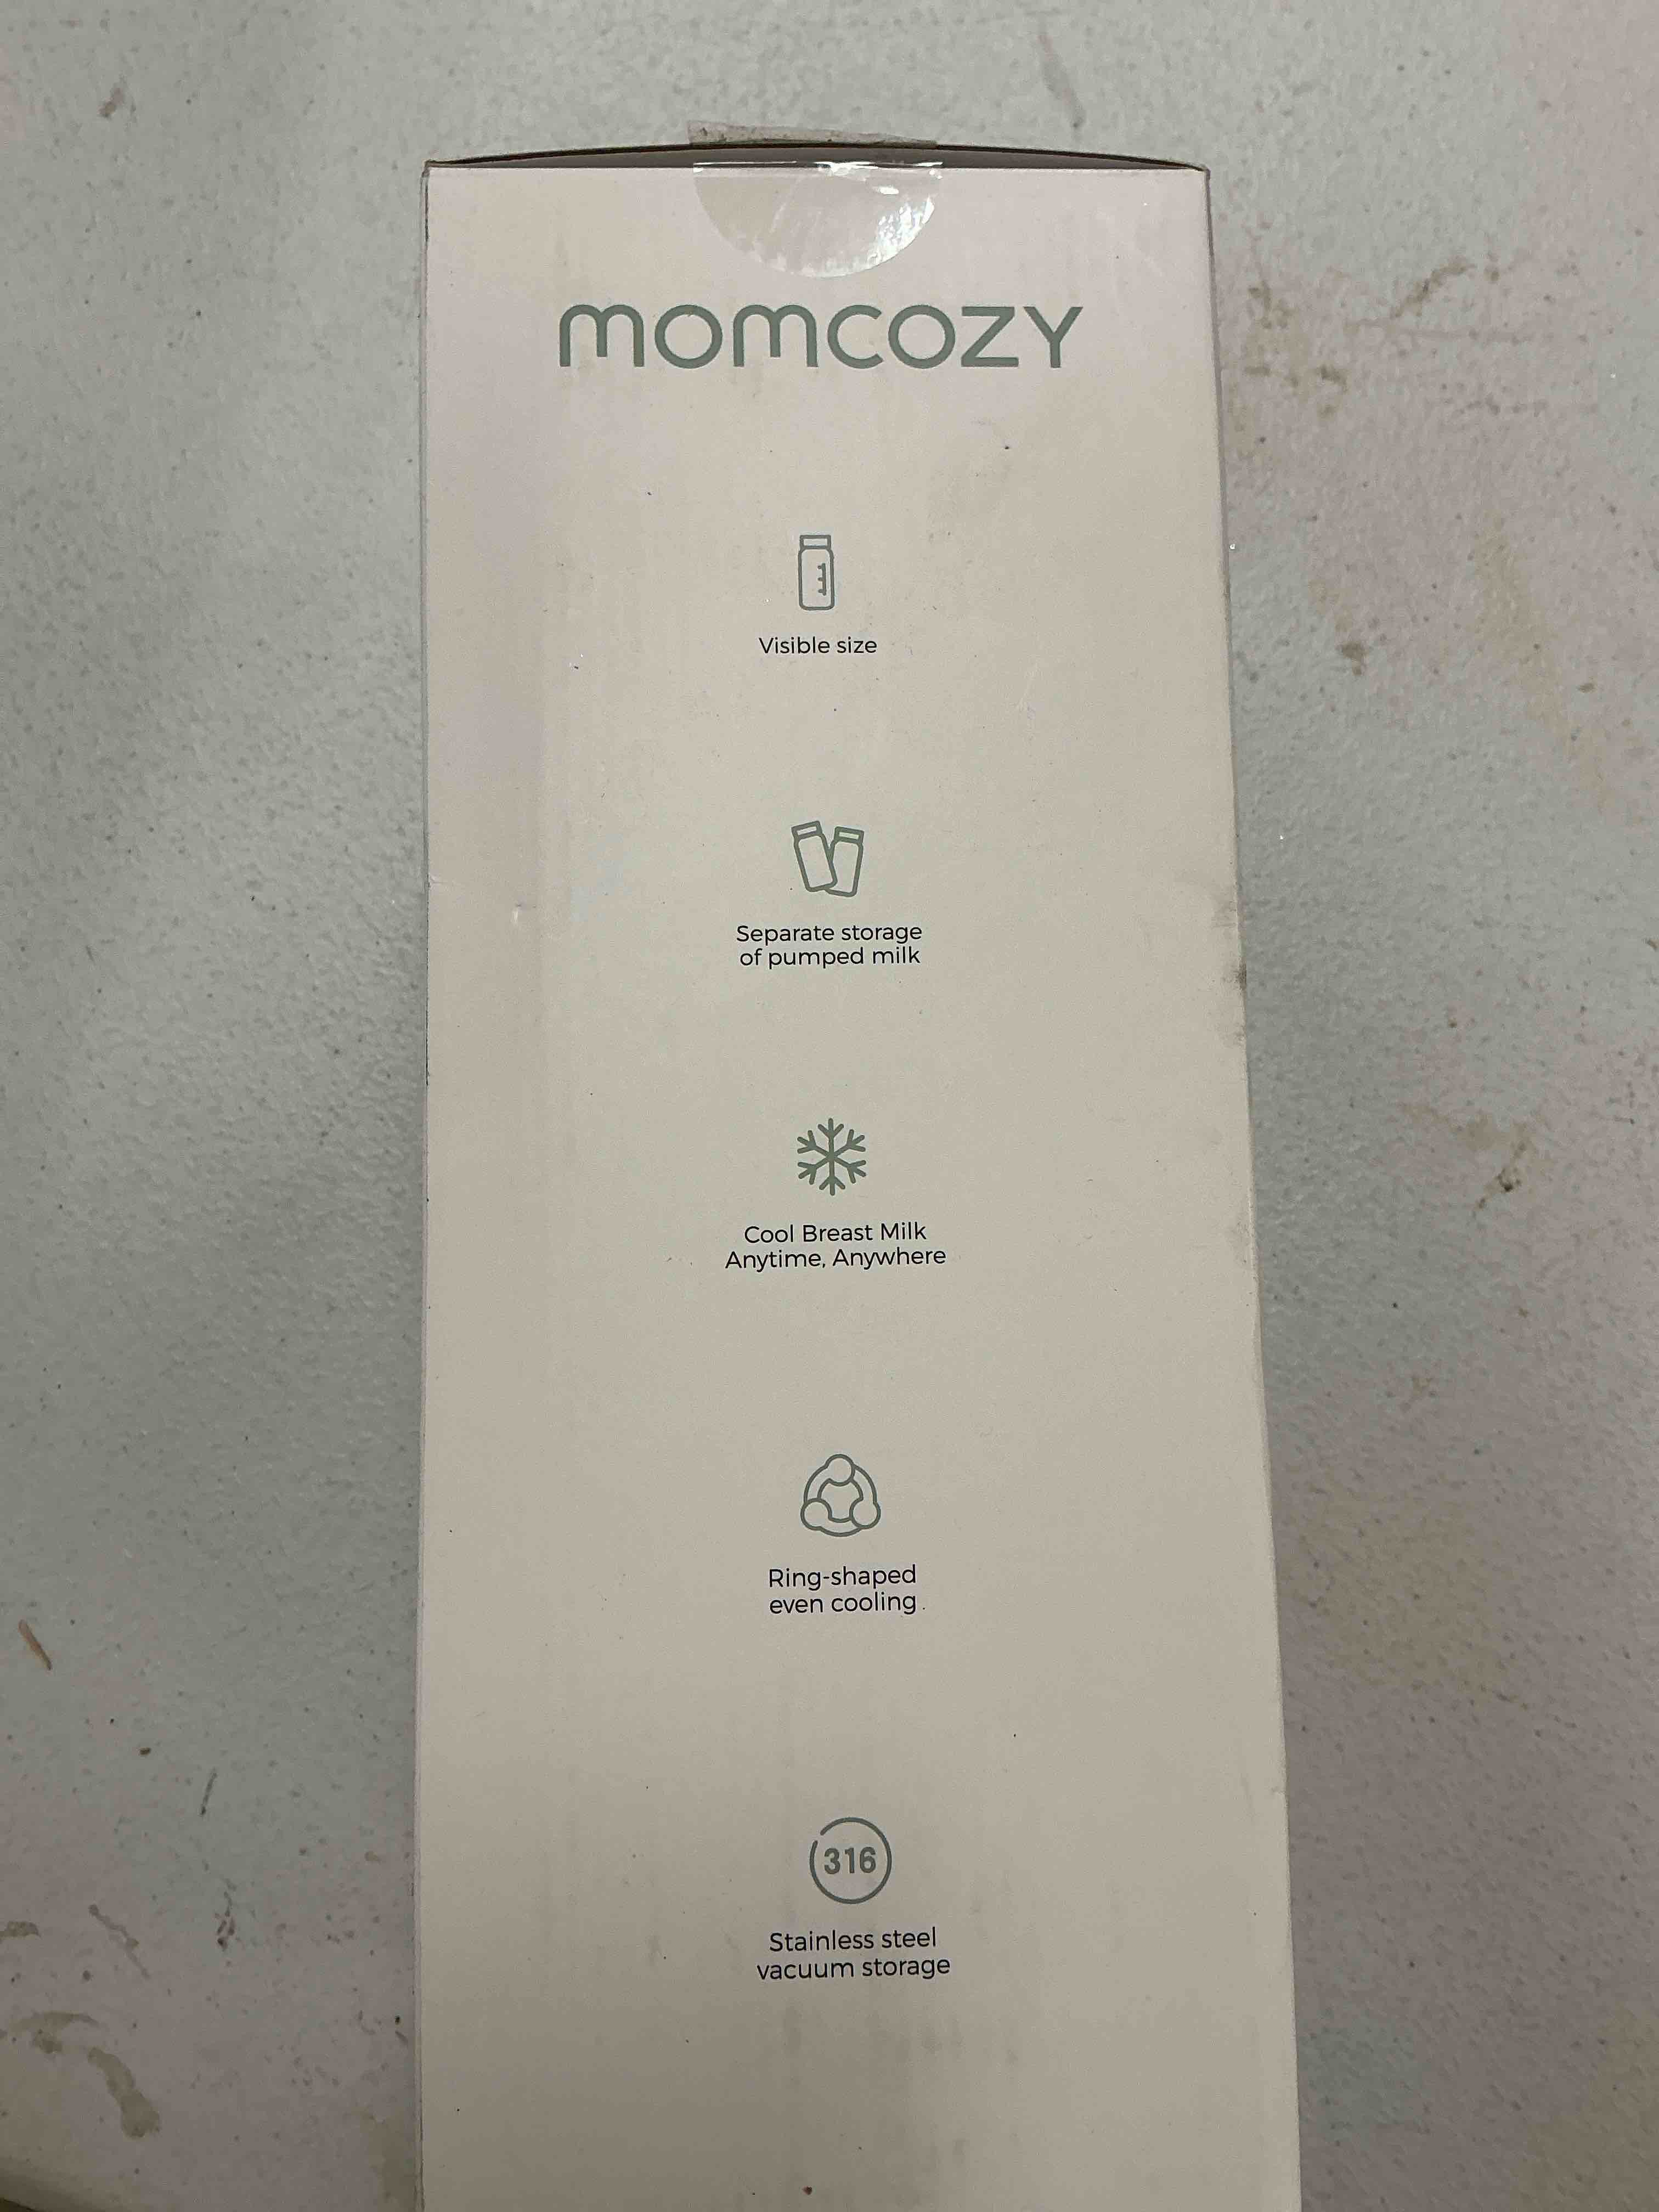 momcozy
Visible size
Separate storage
of pumped milk
Cool Breast Milk
Anytime, Anywhere
Ring-shaped
even cooling
316
Stainless steel
vacuum storage